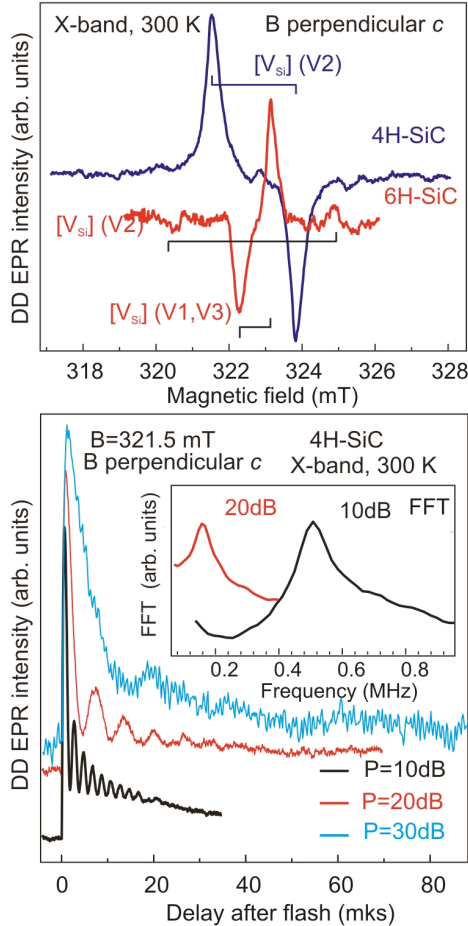 X-band, 300 K
B perpendicular c
[V_Si] (V2)
4H-SiC
6H-SiC
[V_Si] (V2)
[V_Si] (V1,V3)
DD EPR intensity (arb. units)
318 320 322 324 326 328
Magnetic field (mT)
B=321.5 mT
4H-SiC
B perpendicular c
X-band, 300 K
20dB
10dB
FFT
FFT (arb. units)
0.2 0.4 0.6 0.8
Frequency (MHz)
P=10dB
P=20dB
P=30dB
DD EPR intensity (arb. units)
0 20 40 60 80
Delay after flash (mks)